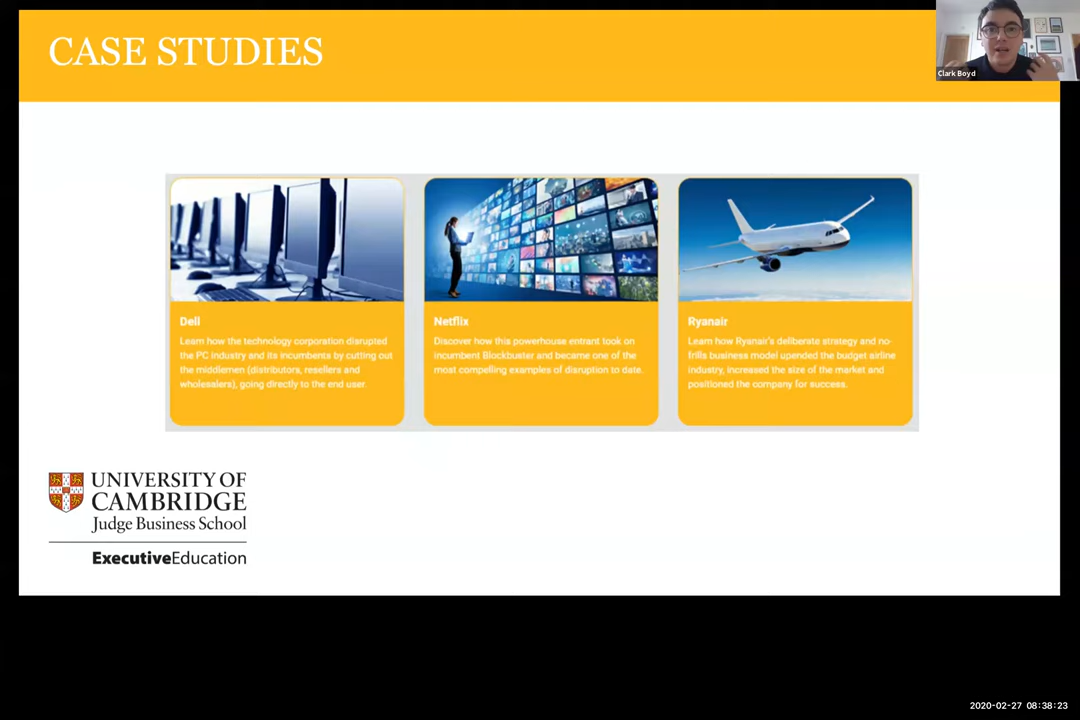 CASE STUDIES
Clark Boyd
Dell
Learn how the technology corporation disrupted
the PC industry and its incumbents by cutting out
the middlemen (distributors, resellers and
wholesalers), going directly to the end user.
Netflix
Discover how this powerhouse entrant took on
incumbent Blockbuster and became one of the
most compelling examples of disruption to date.
Ryanair
Learn how Ryanair's deliberate strategy and no-
frills business model upended the budget airline
industry, increased the size of the market and
positioned the company for success.
UNIVERSITY OF
CAMBRIDGE
Judge Business School
ExecutiveEducation
2020-02-27 08:38:23